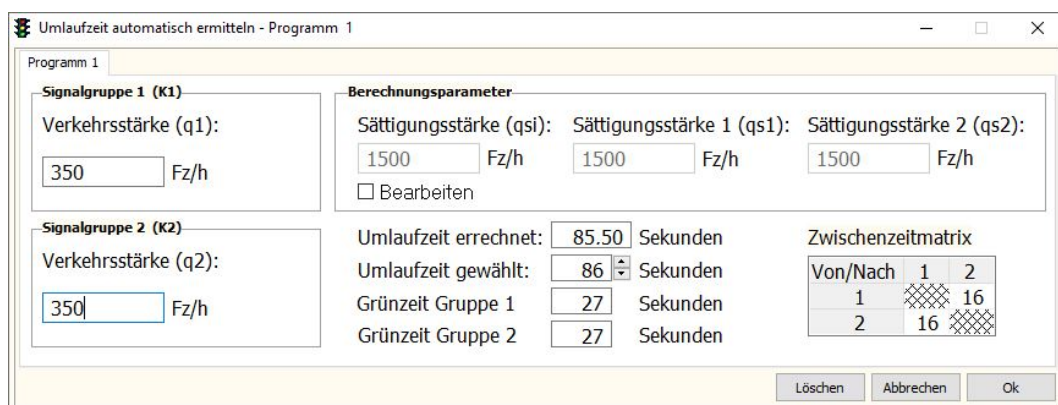 Umlaufzeit automatisch ermitteln - Programm 1
Programm 1
Signalgruppe 1 (K1)
Verkehrsstärke (q1):
350 Fz/h
Berechnungsparameter
Sättigungsstärke (qsi): Sättigungsstärke 1 (qs1): Sättigungsstärke 2 (qs2):
1500 Fz/h 1500 Fz/h 1500 Fz/h
Bearbeiten
Signalgruppe 2 (K2)
Verkehrsstärke (q2):
350 Fz/h
Umlaufzeit errechnet: 85.50 Sekunden
Umlaufzeit gewählt: 86 Sekunden
Grünzeit Gruppe 1 27 Sekunden
Grünzeit Gruppe 2 27 Sekunden
Zwischenzeitmatrix
Von/Nach 1 2
1 16
2 16
Löschen Abbrechen Ok